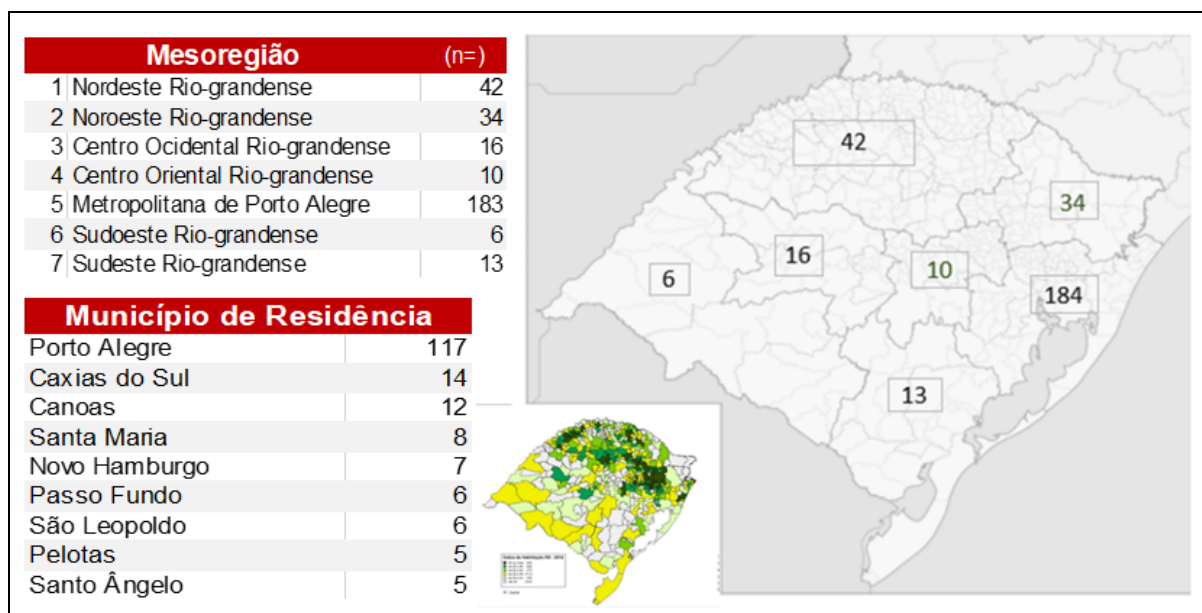 Mesoregião (n=)
1 Nordeste Rio-grandense 42
2 Noroeste Rio-grandense 34
3 Centro Ocidental Rio-grandense 16
4 Centro Oriental Rio-grandense 10
5 Metropolitana de Porto Alegre 183
6 Sudoeste Rio-grandense 6
7 Sudeste Rio-grandense 13
Município de Residência
Porto Alegre 117
Caxias do Sul 14
Canoas 12
Santa Maria 8
Novo Hamburgo 7
Passo Fundo 6
São Leopoldo 6
Pelotas 5
Santo Ângelo 5
42
34
16
10
6
184
13